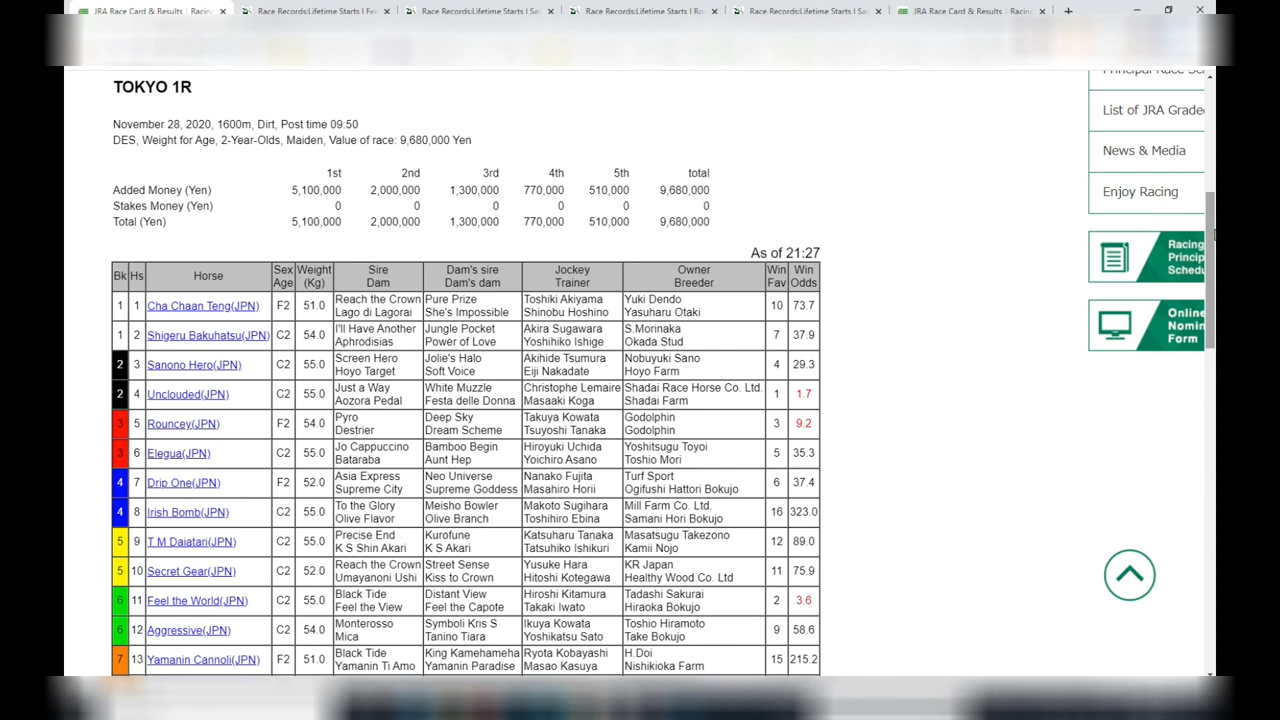 JRA Race Card & Results | Racin
Race Records:Lifetime Starts | Fe
Race Records:Lifetime Starts | Se
Race Records:Lifetime Starts | Ro
Race Records:Lifetime Starts | Sa
JRA Race Card & Results | Racin
TOKYO 1R
November 28, 2020, 1600m, Dirt, Post time 09:50
DES, Weight for Age, 2-Year-Olds, Maiden, Value of race: 9,680,000 Yen
1st 2nd 3rd 4th 5th total
Added Money (Yen) 5,100,000 2,000,000 1,300,000 770,000 510,000 9,680,000
Stakes Money (Yen) 0 0 0 0 0 0
Total (Yen) 5,100,000 2,000,000 1,300,000 770,000 510,000 9,680,000
As of 21:27
Bk Hs Horse Sex Age Weight (Kg) Sire Dam Dam's sire Dam's dam Jockey Trainer Owner Breeder Win Fav Win Odds
1 1 Cha Chaan Teng(JPN) F2 51.0 Reach the Crown Lago di Lagorai Pure Prize She's Impossible Toshiki Akiyama Shinobu Hoshino Yuki Dendo Yasuharu Otaki 10 73.7
1 2 Shigeru Bakuhatsu(JPN) C2 54.0 I'll Have Another Aphrodisias Jungle Pocket Power of Love Akira Sugawara Yoshihiko Ishige S.Morinaka Okada Stud 7 37.9
2 3 Sanono Hero(JPN) C2 55.0 Screen Hero Hoyo Target Jolie's Halo Soft Voice Akihide Tsumura Eiji Nakadate Nobuyuki Sano Hoyo Farm 4 29.3
2 4 Unclouded(JPN) C2 55.0 Just a Way Aozora Pedal White Muzzle Festa delle Donna Christophe Lemaire Masaaki Koga Shadai Race Horse Co. Ltd. Shadai Farm 1 1.7
3 5 Rouncey(JPN) F2 54.0 Pyro Destrier Deep Sky Dream Scheme Takuya Kowata Tsuyoshi Tanaka Godolphin Godolphin 3 9.2
3 6 Elegua(JPN) C2 55.0 Jo Cappuccino Bataraba Bamboo Begin Aunt Hep Hiroyuki Uchida Yoichiro Asano Yoshitsugu Toyoi Toshio Mori 5 35.3
4 7 Drip One(JPN) F2 52.0 Asia Express Supreme City Neo Universe Supreme Goddess Nanako Fujita Masahiro Horii Turf Sport Ogifushi Hattori Bokujo 6 37.4
4 8 Irish Bomb(JPN) C2 55.0 To the Glory Olive Flavor Meisho Bowler Olive Branch Makoto Sugihara Toshihiro Ebina Mill Farm Co. Ltd. Samani Hori Bokujo 16 323.0
5 9 T M Daiatari(JPN) C2 55.0 Precise End K S Shin Akari Kurofune K S Akari Katsuharu Tanaka Tatsuhiko Ishikuri Masatsugu Takezono Kamii Nojo 12 89.0
5 10 Secret Gear(JPN) C2 52.0 Reach the Crown Umayanoni Ushi Street Sense Kiss to Crown Yusuke Hara Hitoshi Kotegawa KR Japan Healthy Wood Co. Ltd 11 75.9
6 11 Feel the World(JPN) C2 55.0 Black Tide Feel the View Distant View Feel the Capote Hiroshi Kitamura Takaki Iwato Tadashi Sakurai Hiraoka Bokujo 2 3.6
6 12 Aggressive(JPN) C2 54.0 Monterosso Mica Symboli Kris S Tanino Tiara Ikuya Kowata Yoshikatsu Sato Toshio Hiramoto Take Bokujo 9 58.6
7 13 Yamanin Cannoli(JPN) F2 51.0 Black Tide Yamanin Ti Amo King Kamehameha Yamanin Paradise Ryota Kobayashi Masao Kasuya H.Doi Nishikioka Farm 15 215.2
Principal Race Sc
List of JRA Grade
News & Media
Enjoy Racing
Racing
Princip
Schedu
Online
Nomin
Form